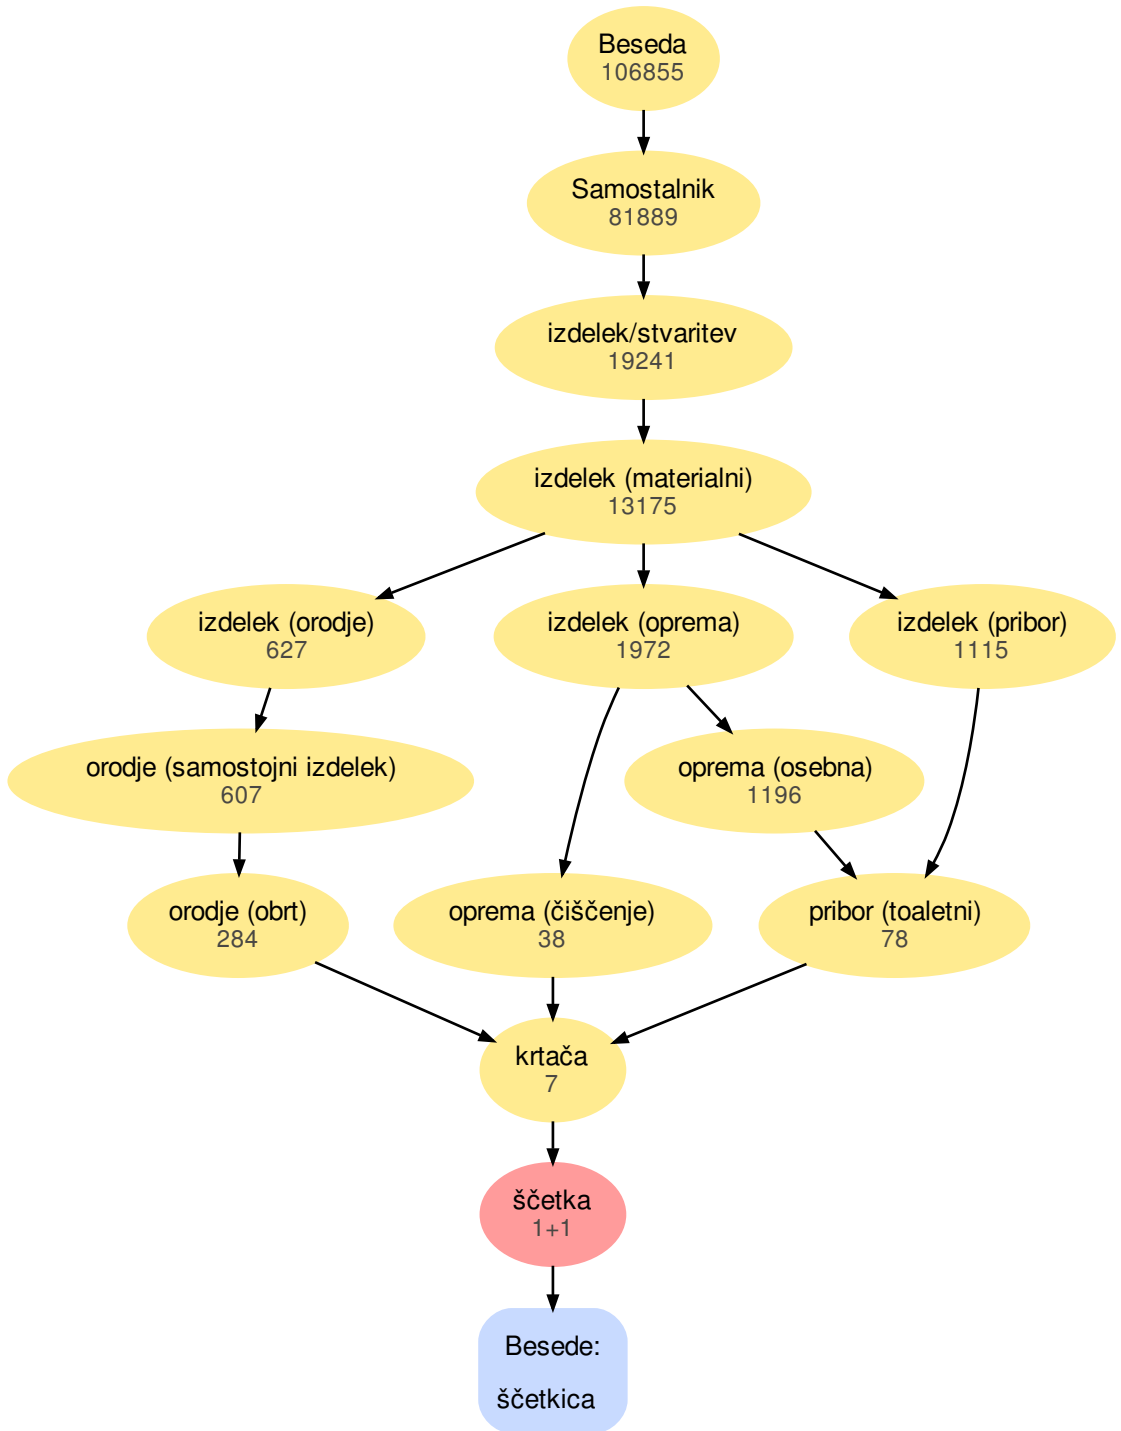 Beseda
106855
Samostalnik
81889
izdelek/stvaritev
19241
izdelek (materialni)
13175
izdelek (orodje)
627
izdelek (oprema)
1972
izdelek (pribor)
1115
orodje (samostojni izdelek)
607
oprema (osebna)
1196
orodje (obrt)
284
oprema (čiščenje)
38
pribor (toaletni)
78
krtača
7
ščetka
1+1
Besede:
ščetkica